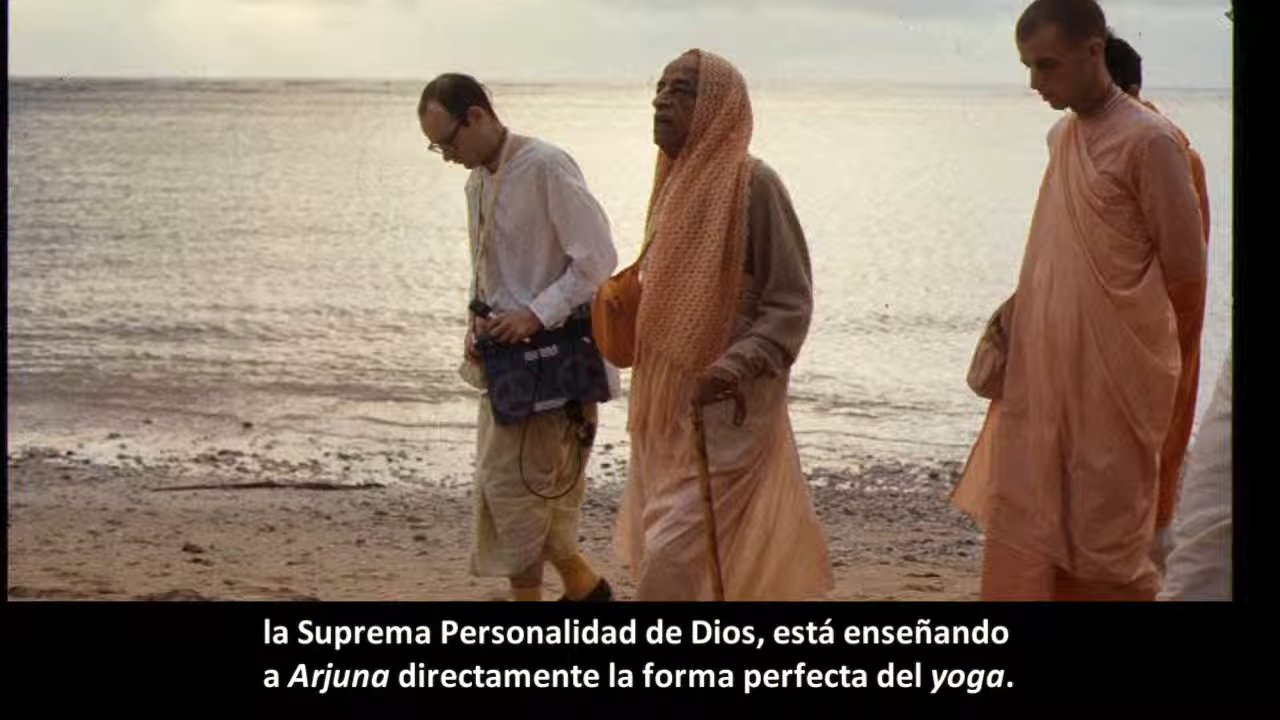 la Suprema Personalidad de Dios, está enseñando
a Arjuna directamente la forma perfecta del yoga.